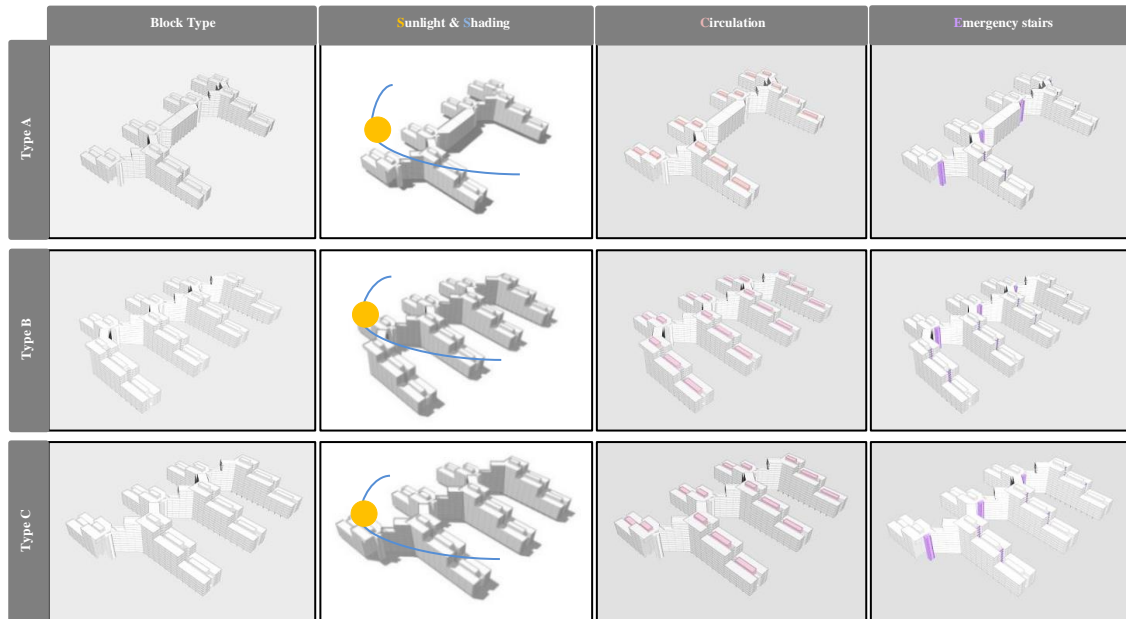 Block Type
Sunlight & Shading
Circulation
Emergency stairs
Type A
Type B
Type C